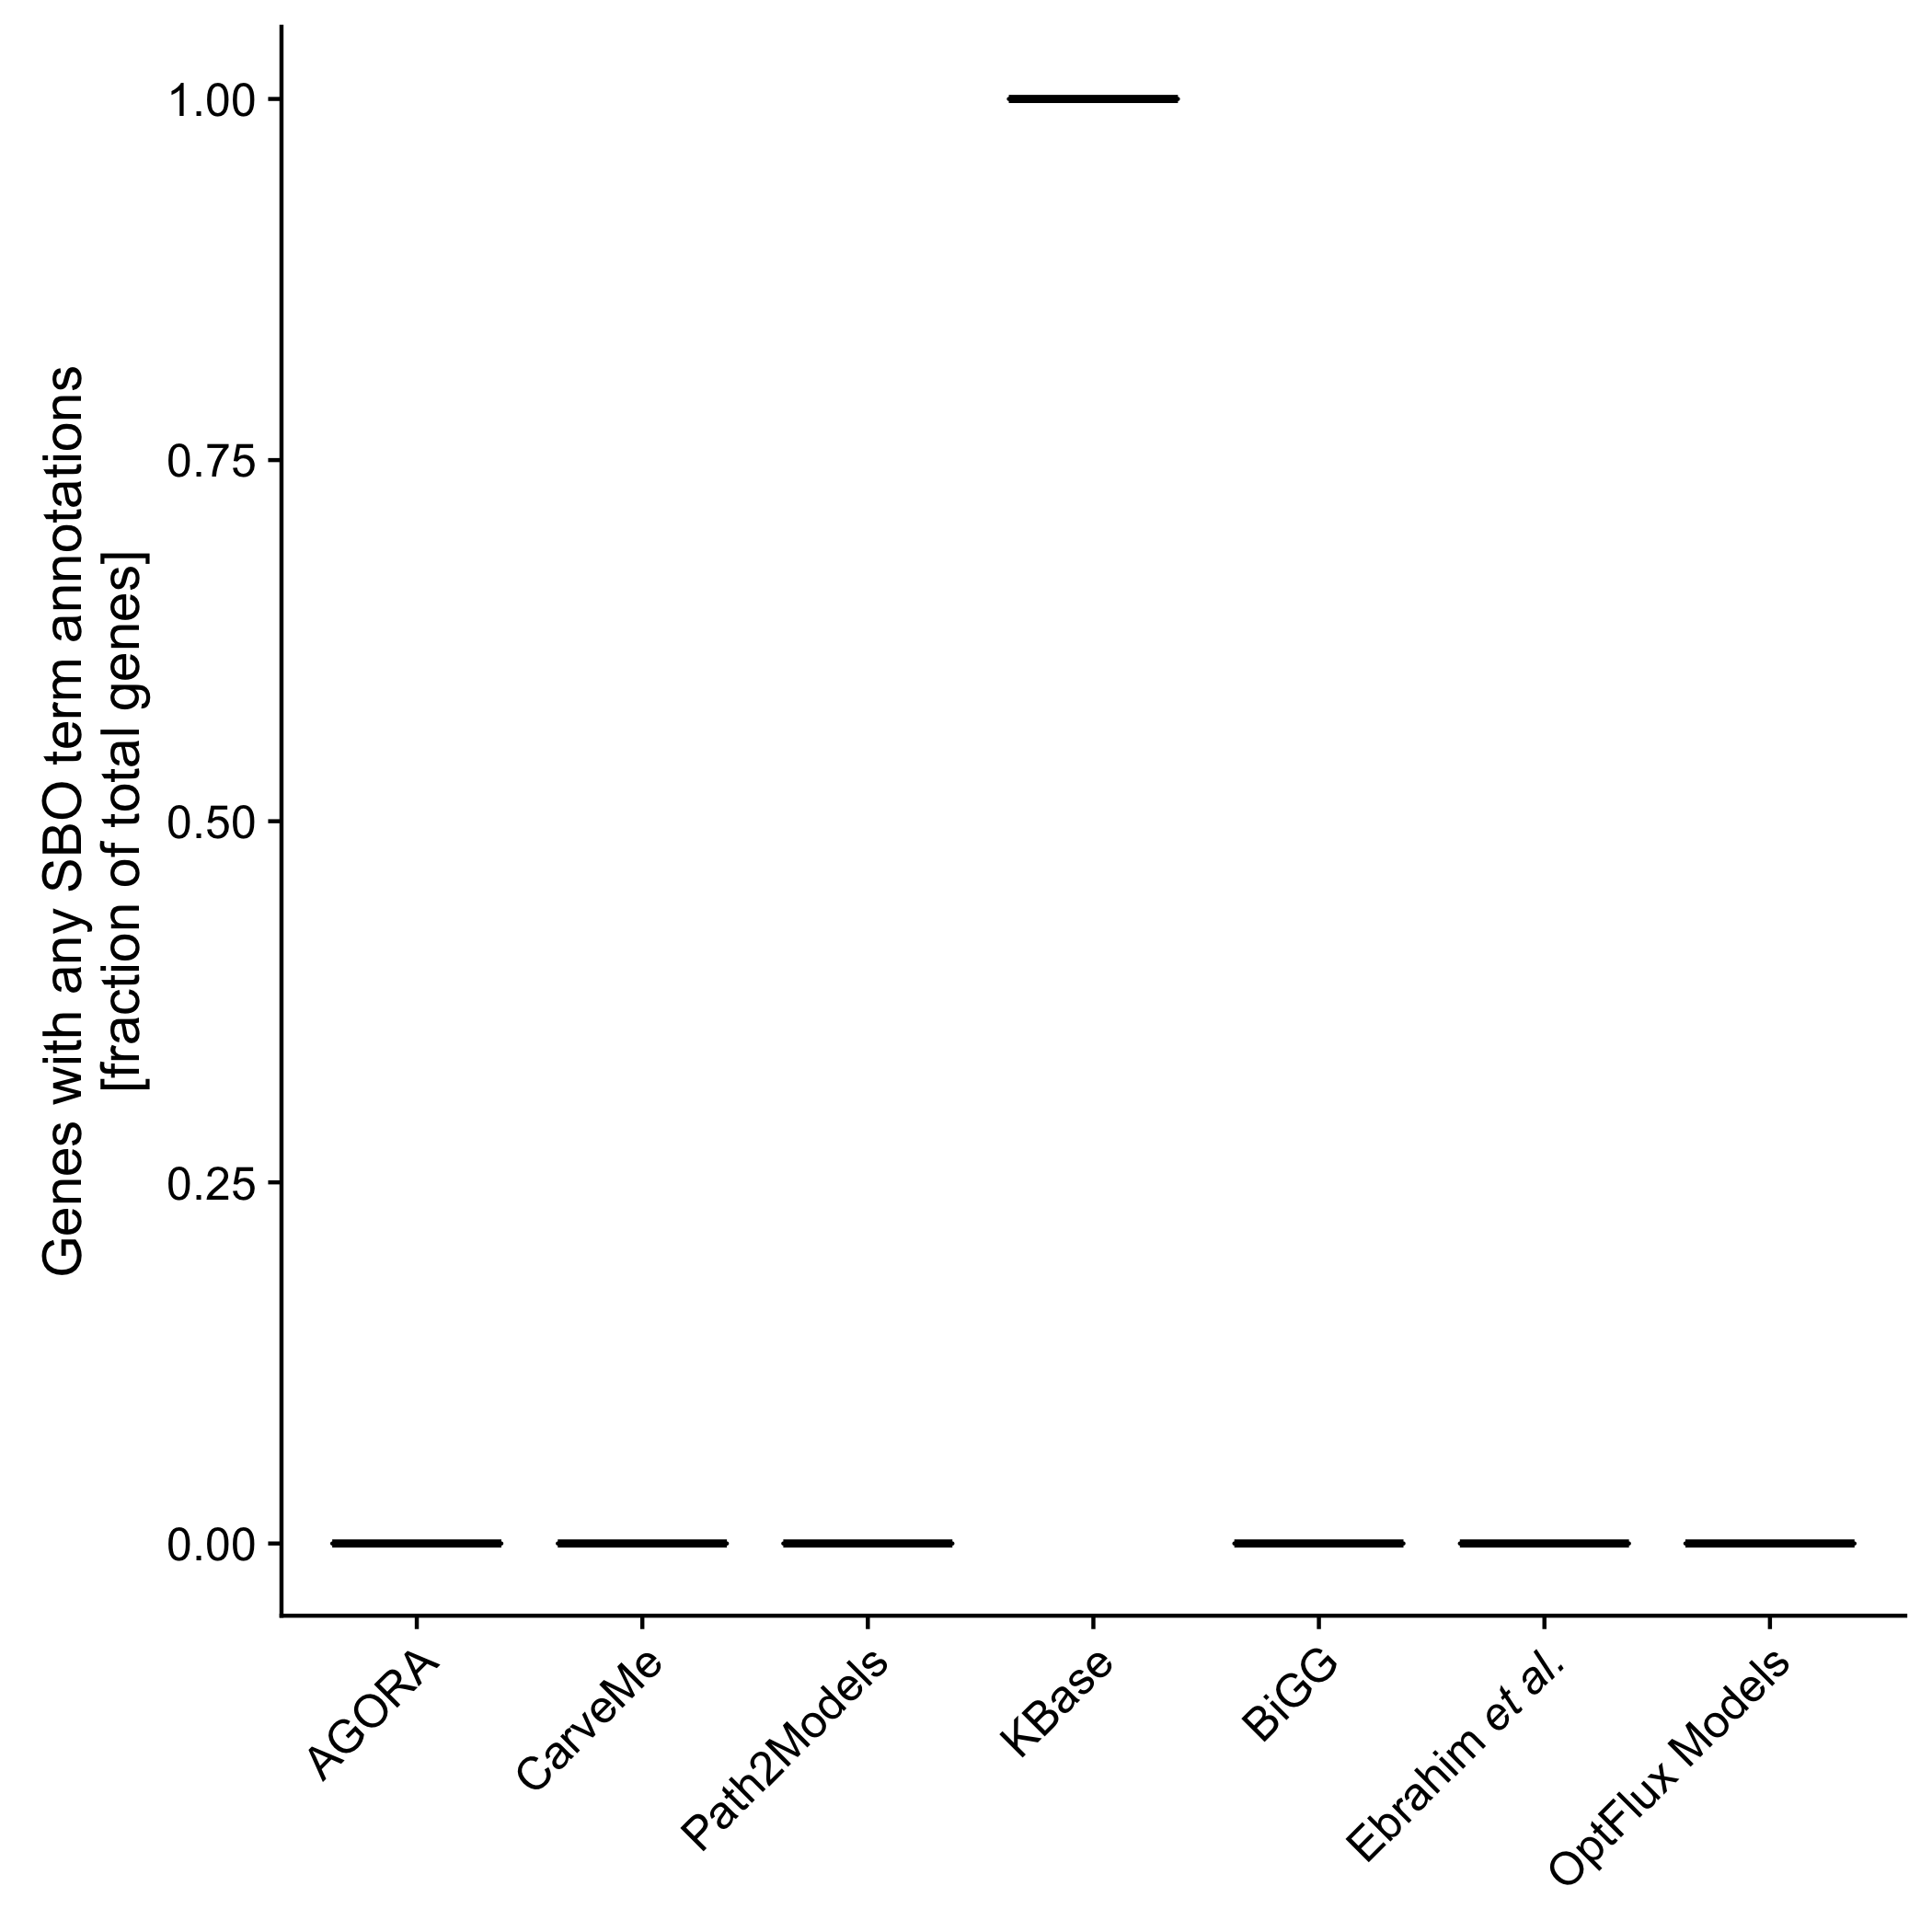 Genes with any SBO term annotations
[fraction of total genes]
1.00
0.75
0.50
0.25
0.00
AGORA
CarveMe
Path2Models
KBase
BiGG
Ebrahim et al.
OptFlux Models